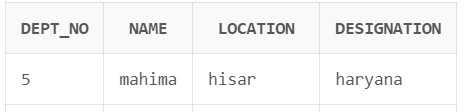 DEPT_NO NAME LOCATION DESIGNATION
5 mahima hisar haryana